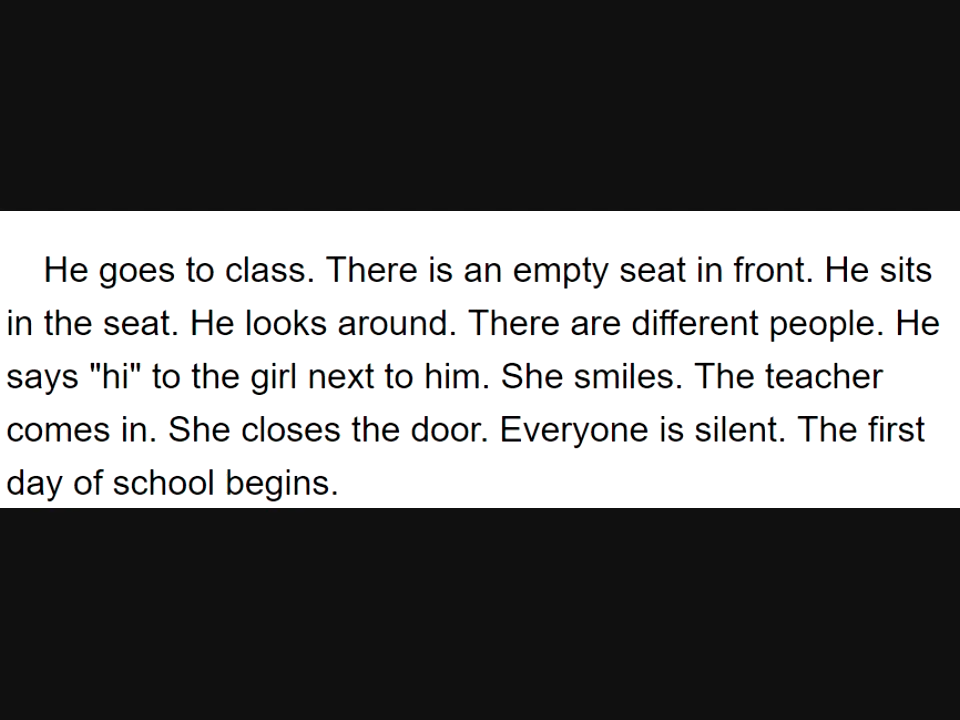 He goes to class. There is an empty seat in front. He sits
in the seat. He looks around. There are different people. He
says "hi" to the girl next to him. She smiles. The teacher
comes in. She closes the door. Everyone is silent. The first
day of school begins.